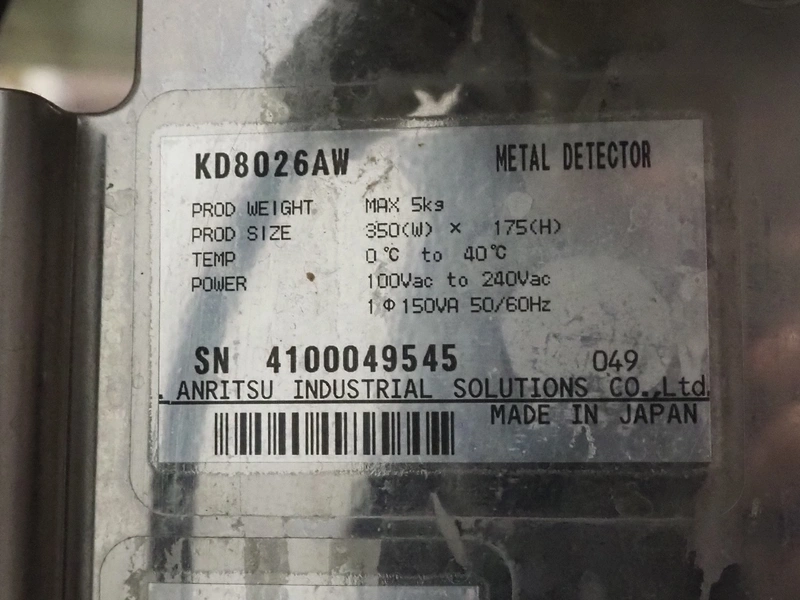 KD8026AW METAL DETECTOR
PROD WEIGHT MAX 5kg
PROD SIZE 350(W) × 175(H)
TEMP 0℃ to 40℃
POWER 100Vac to 240Vac
1Φ150VA 50/60Hz
SN 4100049545 049
ANRITSU INDUSTRIAL SOLUTIONS CO.,Ltd.
MADE IN JAPAN